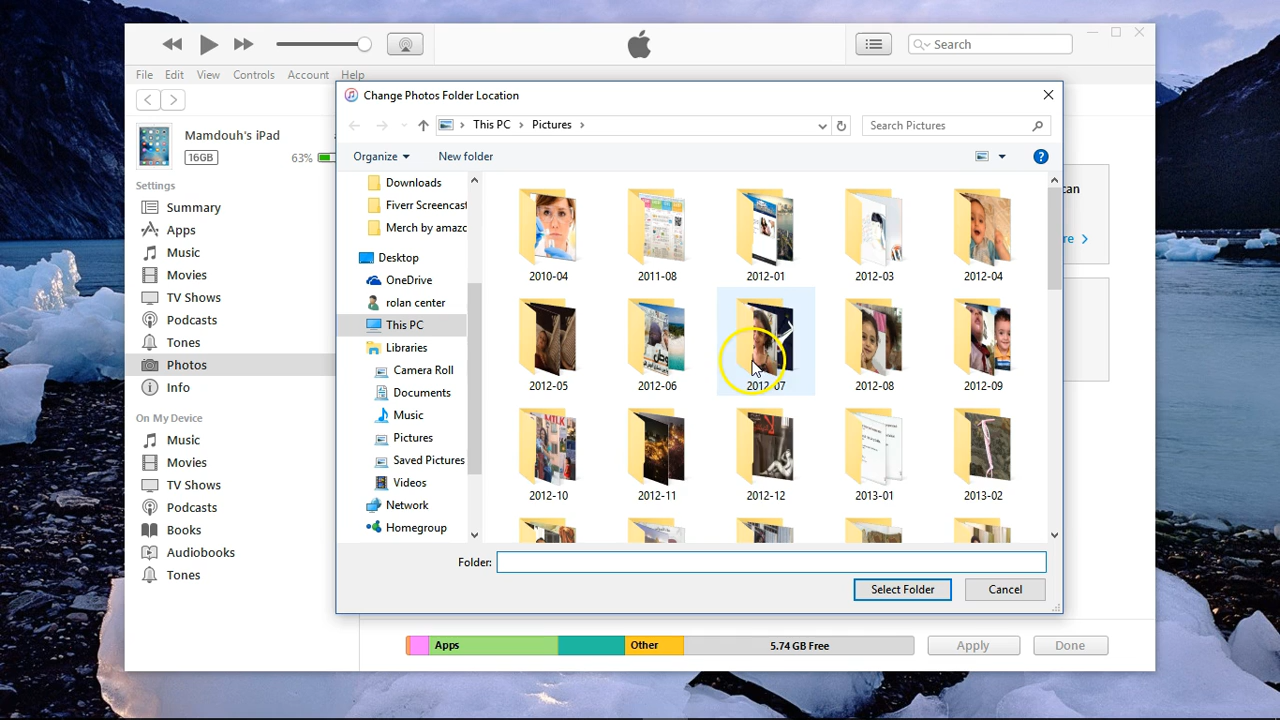 Search
File Edit View Controls Account Help
Change Photos Folder Location
Mamdouh's iPad
16GB 63%
Settings
Summary
Apps
Music
Movies
TV Shows
Podcasts
Tones
Photos
Info
On My Device
Music
Movies
TV Shows
Podcasts
Books
Audiobooks
Tones
This PC > Pictures >
Search Pictures
Organize New folder
Downloads
Fiverr Screencast
Merch by amazo
Desktop
OneDrive
rolan center
This PC
Libraries
Camera Roll
Documents
Music
Pictures
Saved Pictures
Videos
Network
Homegroup
2010-04 2011-08 2012-01 2012-03 2012-04
2012-05 2012-06 2012-07 2012-08 2012-09
2012-10 2012-11 2012-12 2013-01 2013-02
Folder:
Select Folder Cancel
can
re >
Apps Other 5.74 GB Free Apply Done